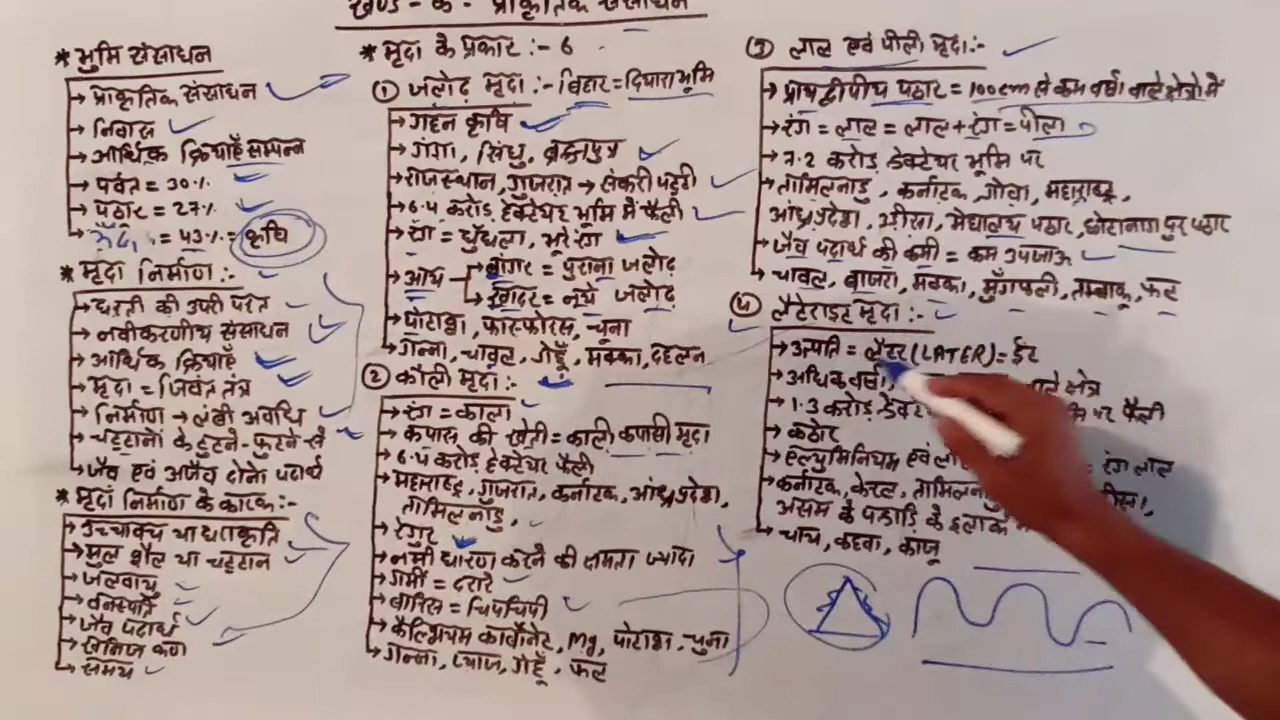 खण्ड - क - प्राकृतिक संसाधन
* भुमि संसाधन
→ प्राकृतिक संसाधन
→ निवास
→ आर्थिक क्रियाएँ सम्पन्न
→ पर्वत = 30%
→ पठार = 27%
= 43% = कृषि
* मृदा निर्माण :-
→ धरती की उपरी परत
→ नवीकरणीय संसाधन
→ आर्थिक क्रियाएँ
→ मृदा = जिवंत तंत्र
→ निर्माण → लंबी अवधि
→ चट्टानों के टुटने-फुटने से
→ जैव एवं अजैव दोनों पदार्थ
* मृदा निर्माण के कारक :-
→ उच्चावच या धराकृति
→ मुल शैल या चट्टान
→ जलवायु
→ वनस्पति
→ जैव पदार्थ
→ खनिज कण
→ समय
* मृदा के प्रकार :- 6
① जलोढ़ मृदा :- बिहार = दियारा भूमि
→ गहन कृषि
→ गंगा, सिंधु, ब्रह्मपुत्र
→ राजस्थान, गुजरात → संकरी पट्टी
→ 6.4 करोड़ हेक्टेयर भूमि में फैली
→ रंग = धुँधला, भूरे रंग
→ आयु
बांगर = पुराना जलोढ़
खादर = नये जलोढ़
→ पोटाश, फास्फोरस, चूना
→ गन्ना, चावल, गेहूँ, मक्का, दलहन
② काली मृदा :-
→ रंग = काला
→ कपास की खेती = काली कपासी मृदा
→ 6.4 करोड़ हेक्टेयर फैली
→ महाराष्ट्र, गुजरात, कर्नाटक, आंध्रप्रदेश,
तामिलनाडु,
→ रेगुर
→ नमी धारण करने की क्षमता ज्यादा
→ गर्मी = दरारे
→ बारिस = चिपचिपी
→ कैल्शियम कार्बोनेट, Mg, पोटाश, चुना
→ गन्ना, प्याज, गेहूँ, फल
③ लाल एवं पीली मृदा :-
→ प्रायद्वीपीय पठार = 100cm से कम वर्षा वाले क्षेत्रों में
→ रंग = लाल = लाल + रंग = पीला
→ 7.2 करोड़ हेक्टेयर भूमि पर
→ तामिलनाडु, कर्नाटक, गोवा, महाराष्ट्र,
आंध्रप्रदेश, उड़ीसा, मेघालय पठार, छोटानागपुर पठार
→ जैव पदार्थ की कमी = कम उपजाऊ
→ चावल, बाजरा, मक्का, मुँगफली, तम्बाकू, फल
④ लैटेराइट मृदा :-
→ उत्पति = लैटर (LATER) = ईट
→ अधिक वर्षा, क्षेत्र
→ 1.3 करोड़ पर फैली
→ कठोर
→ एल्युमिनियम एवं = रंग लाल
→ कर्नाटक, केरल,
असम के पहाड़ि के इलाके
→ चाय, कहवा, काजू